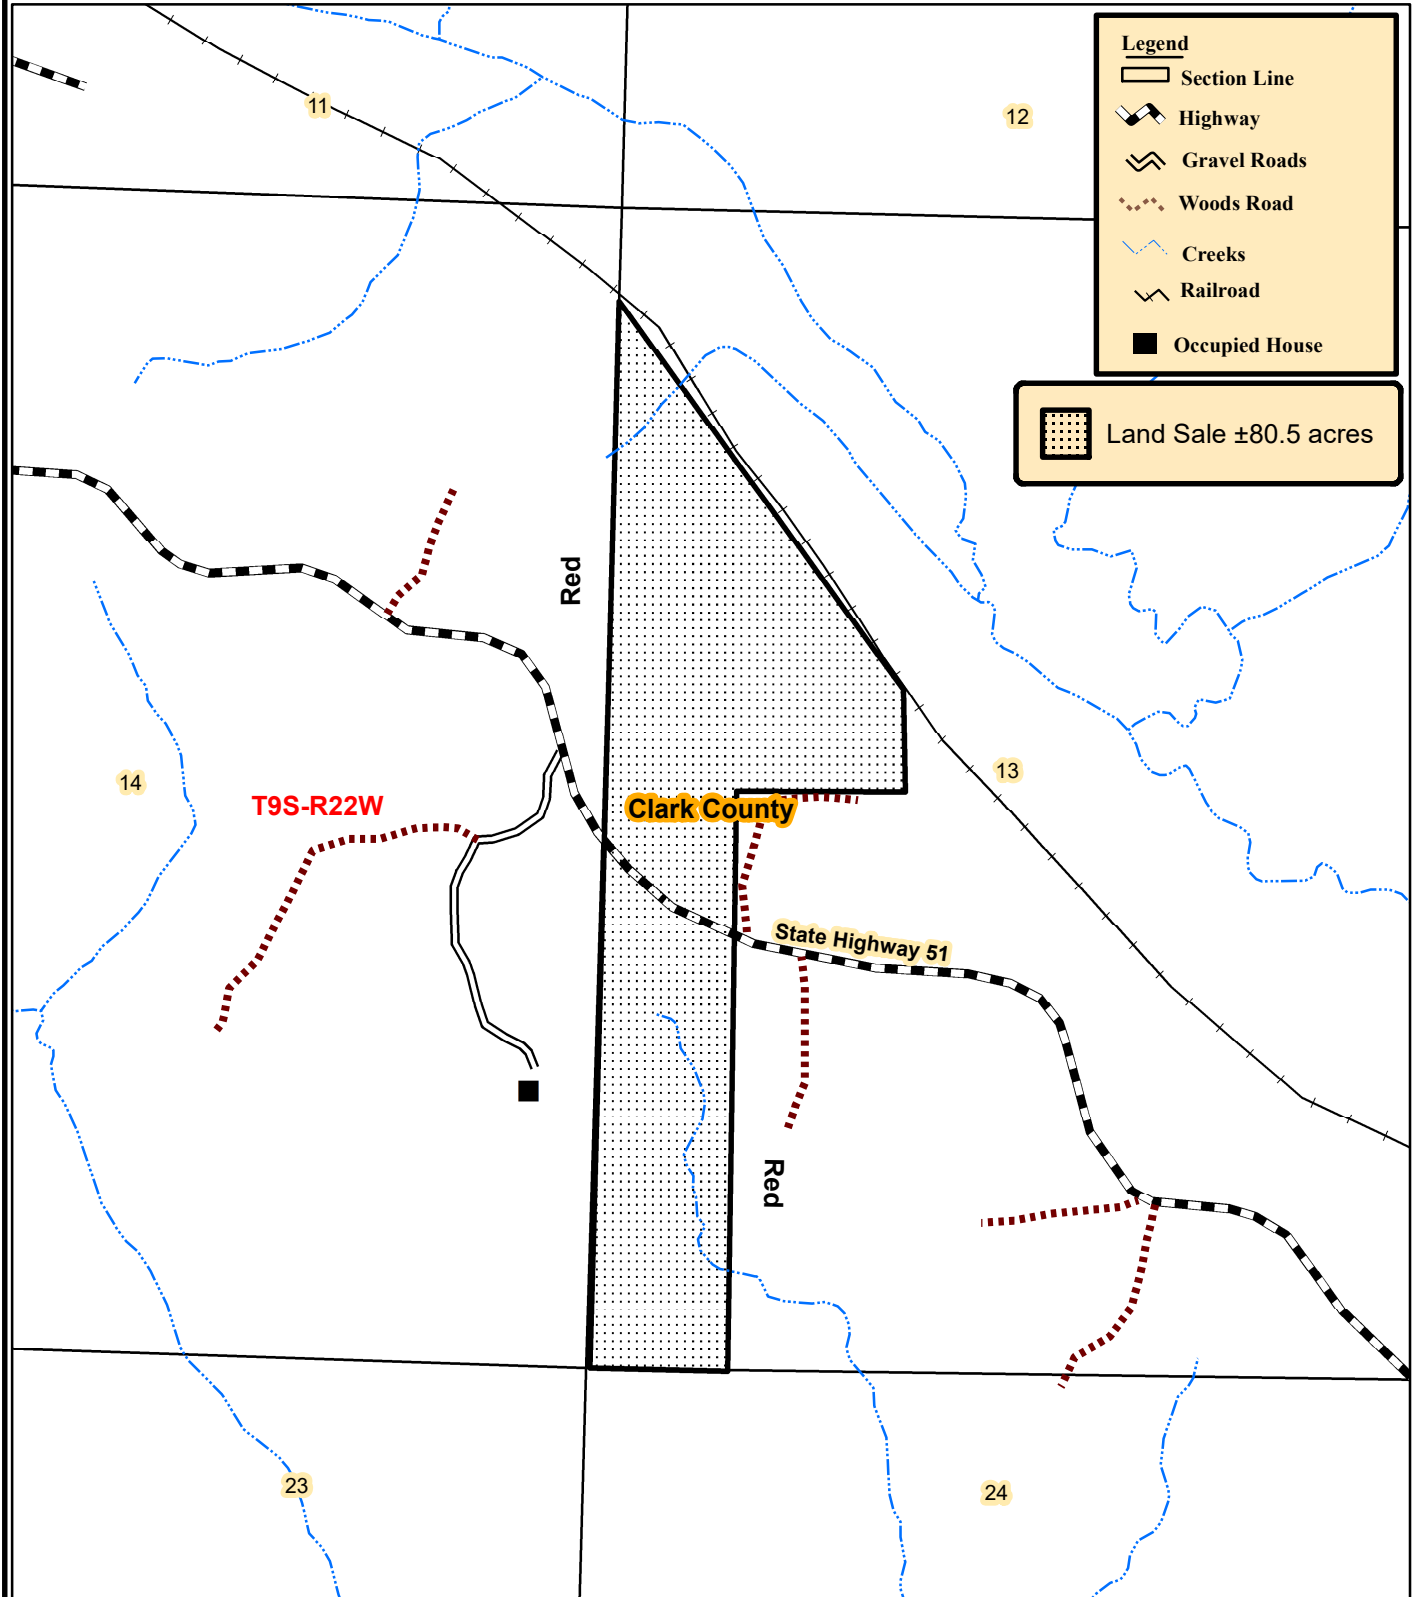 Legend
Section Line
Highway
Gravel Roads
Woods Road
Creeks
Railroad
Occupied House
Land Sale ±80.5 acres
11
12
Red
14
T9S-R22W
Clark County
13
State Highway 51
Red
23
24